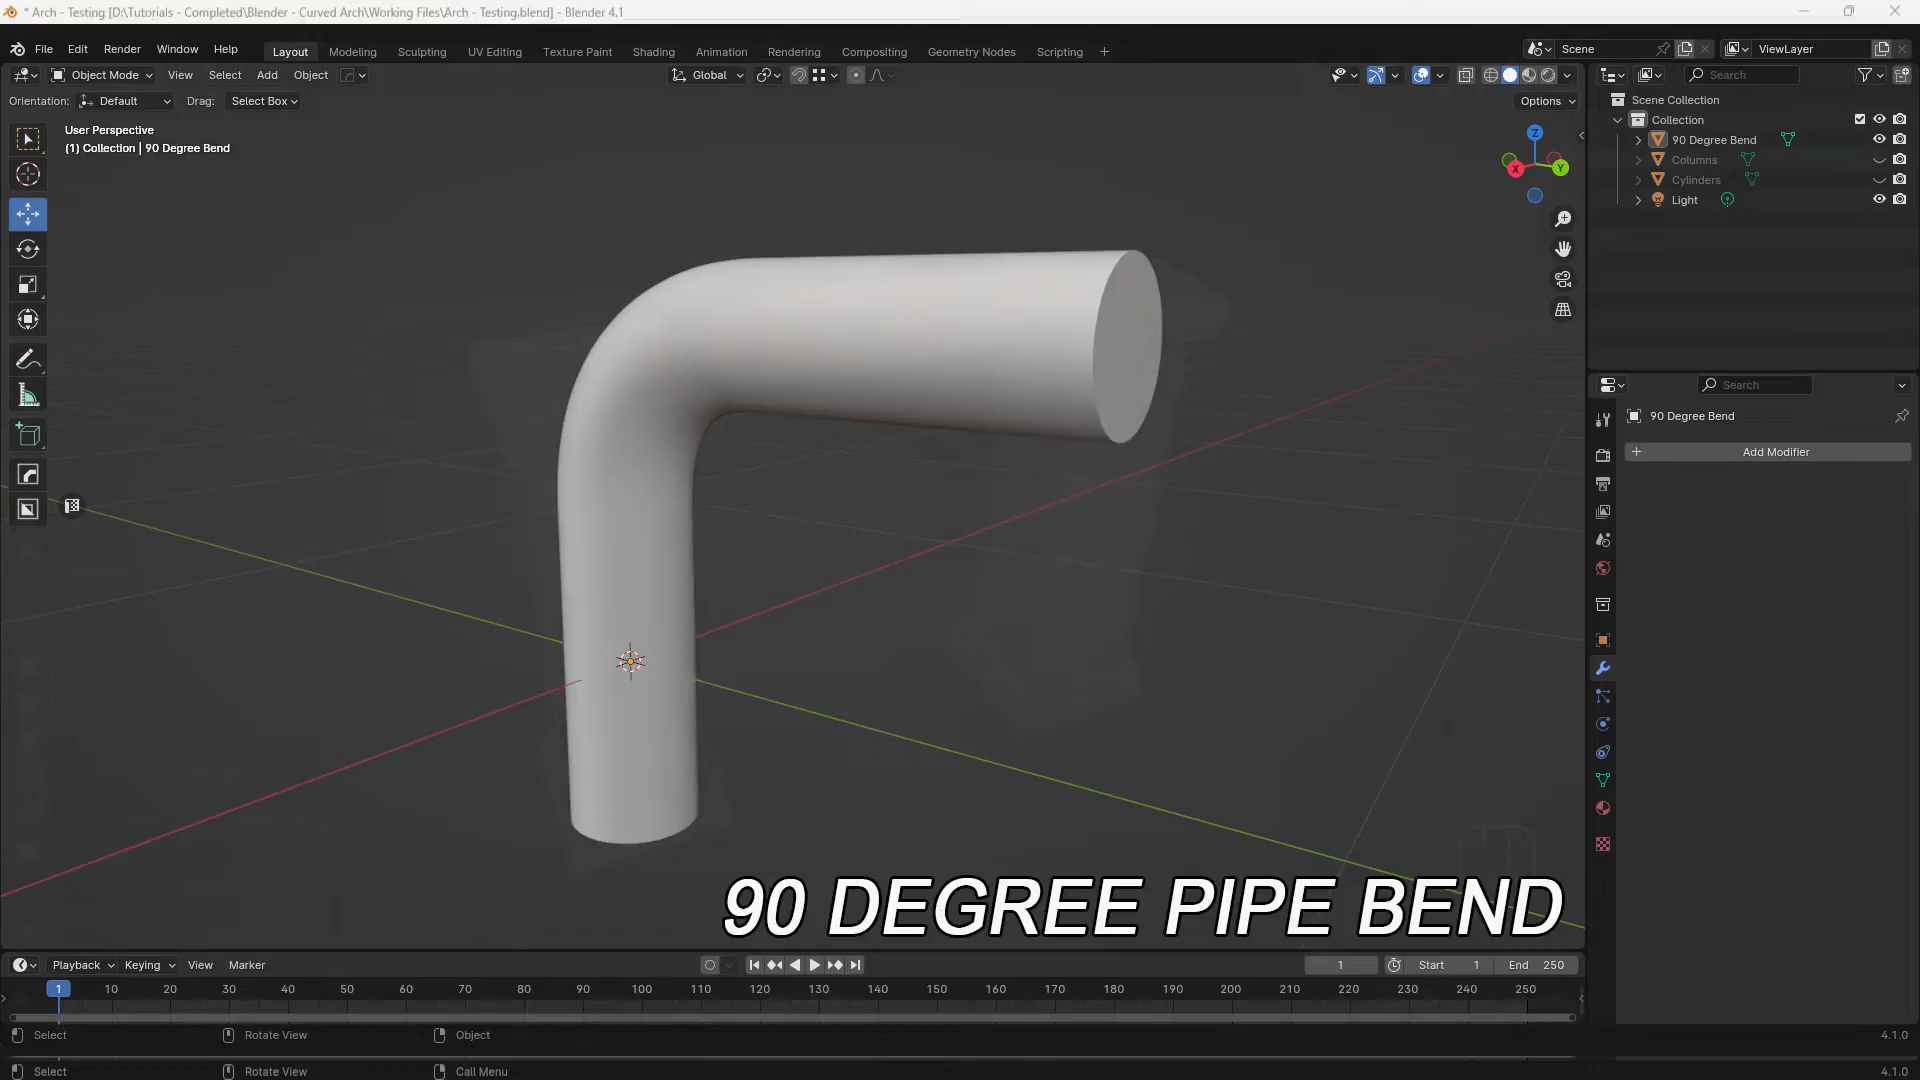 * Arch - Testing [D:\Tutorials - Completed\Blender - Curved Arch\Working Files\Arch - Testing.blend] - Blender 4.1
File Edit Render Window Help Layout Modeling Sculpting UV Editing Texture Paint Shading Animation Rendering Compositing Geometry Nodes Scripting + Scene ViewLayer
Object Mode View Select Add Object Global Search
Orientation: Default Drag: Select Box Options
Scene Collection
Collection
User Perspective
(1) Collection | 90 Degree Bend
90 Degree Bend
Columns
Cylinders
Light
Z
X Y
Search
90 Degree Bend
+ Add Modifier
90 DEGREE PIPE BEND
Playback Keying View Marker 1 Start 1 End 250
1 10 20 30 40 50 60 70 80 90 100 110 120 130 140 150 160 170 180 190 200 210 220 230 240 250
Select Rotate View Object 4.1.0
Select Rotate View Call Menu 4.1.0